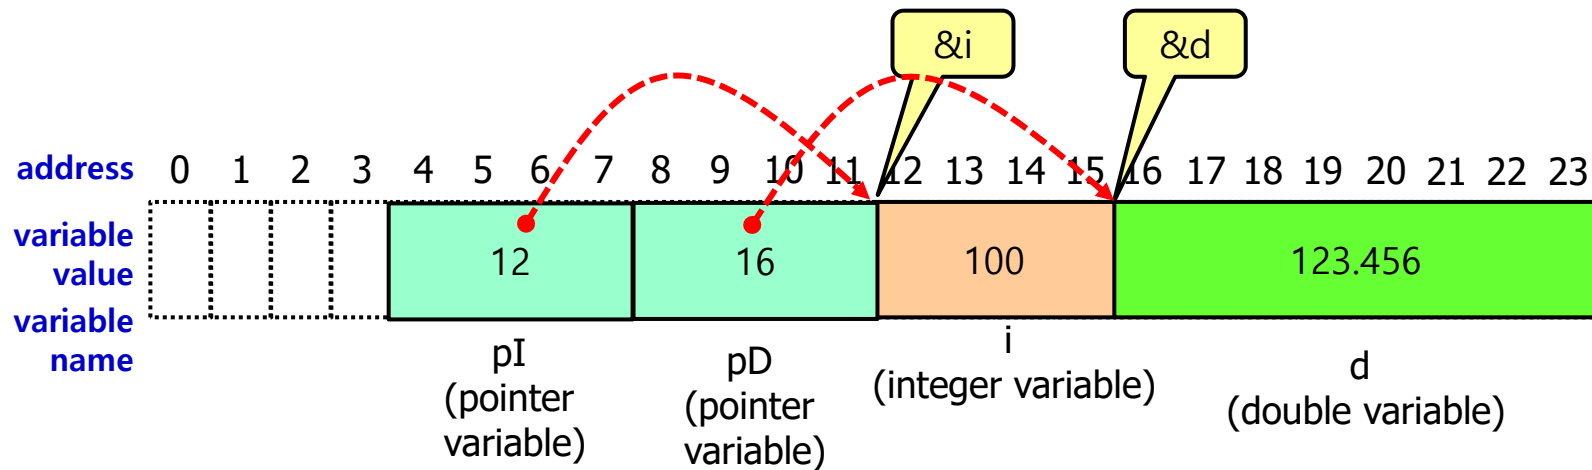 &i &d
address 0 1 2 3 4 5 6 7 8 9 10 11 12 13 14 15 16 17 18 19 20 21 22 23
variable
value
12 16 100 123.456
variable
name
pI
(pointer
variable)
pD
(pointer
variable)
i
(integer variable)
d
(double variable)